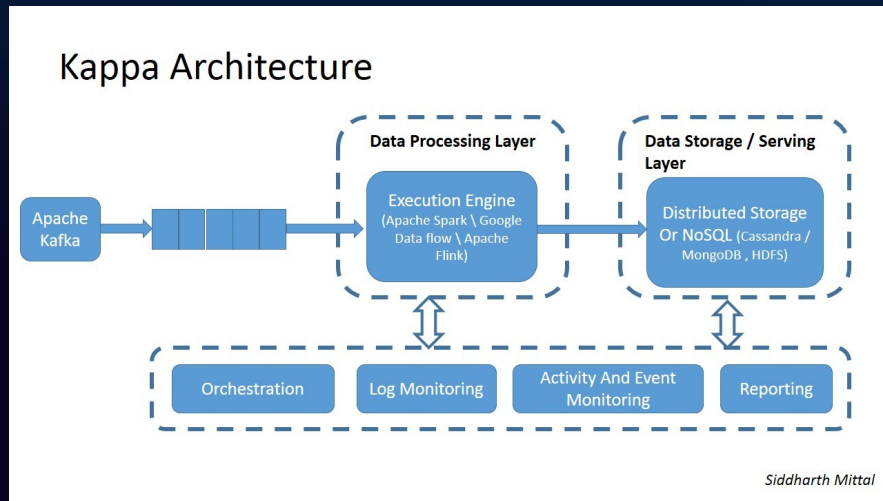 Kappa Architecture
Data Processing Layer
Data Storage / Serving
Layer
Apache
Kafka
Execution Engine
(Apache Spark \ Google
Data flow \ Apache
Flink)
Distributed Storage
Or NoSQL (Cassandra /
MongoDB , HDFS)
Orchestration
Log Monitoring
Activity And Event
Monitoring
Reporting
Siddharth Mittal